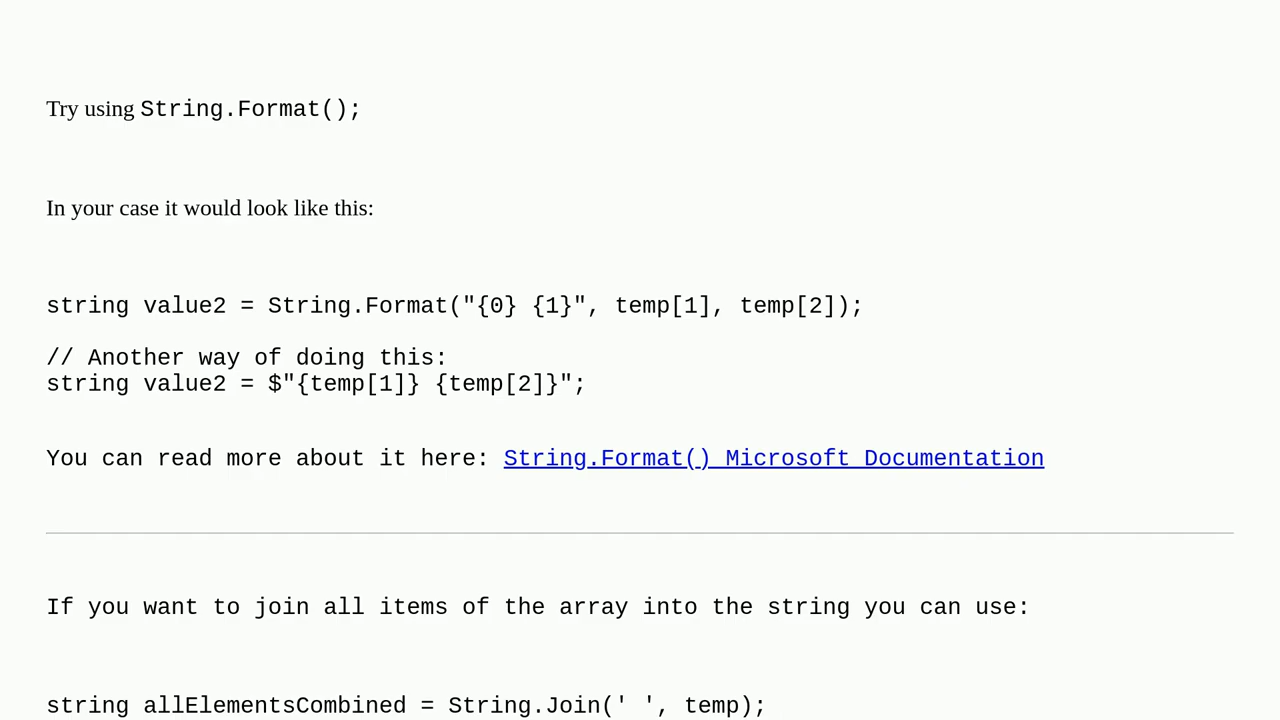 Try using String.Format();
In your case it would look like this:
string value2 = String.Format("{0} {1}", temp[1], temp[2]);
// Another way of doing this:
string value2 = $"{temp[1]} {temp[2]}";
You can read more about it here: String.Format() Microsoft Documentation
If you want to join all items of the array into the string you can use:
string allElementsCombined = String.Join(' ', temp);